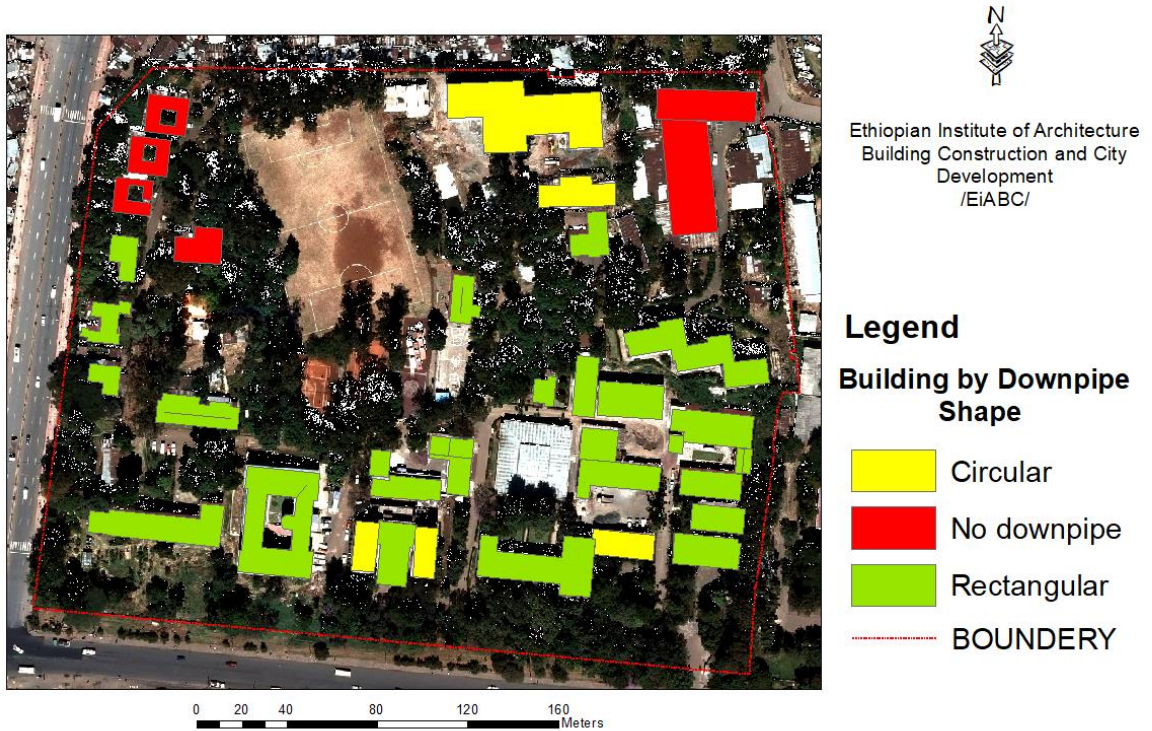 N
Ethiopian Institute of Architecture
Building Construction and City
Development
/EiABC/
Legend
Building by Downpipe
Shape
Circular
No downpipe
Rectangular
BOUNDERY
0 20 40 80 120 160
Meters